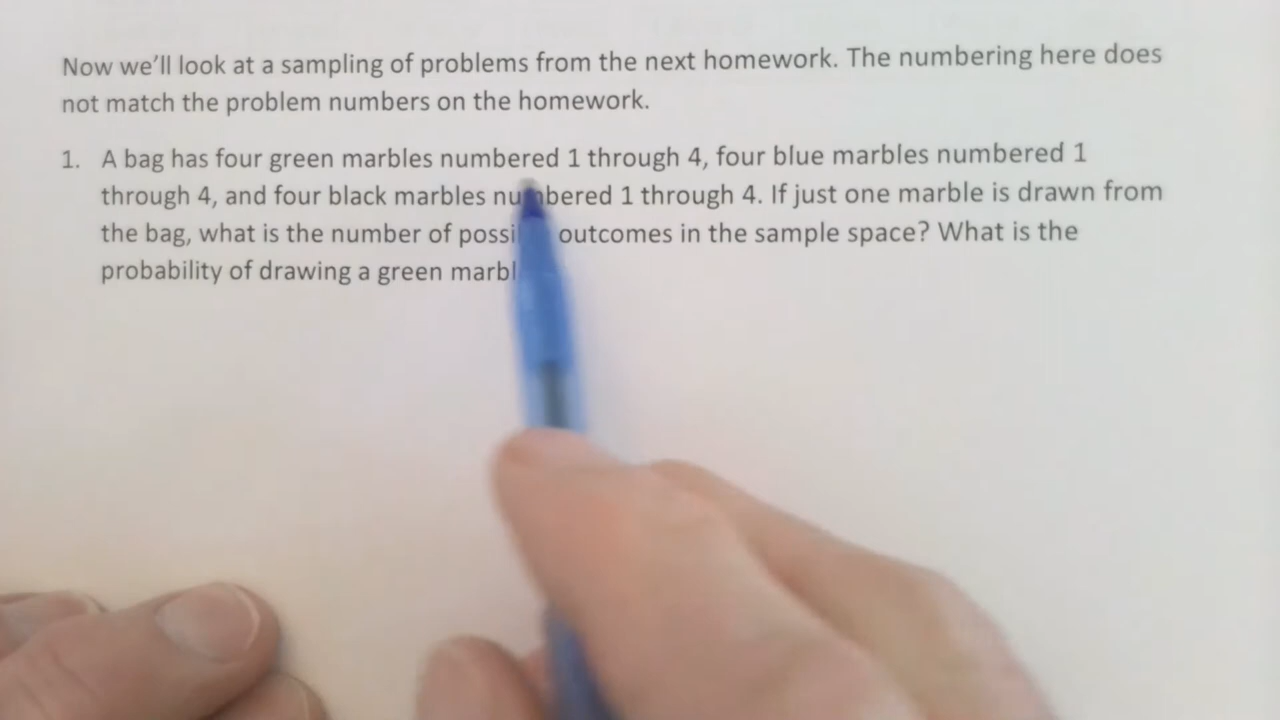 Now we'll look at a sampling of problems from the next homework. The numbering here does
not match the problem numbers on the homework.
1. A bag has four green marbles numbered 1 through 4, four blue marbles numbered 1
through 4, and four black marbles numbered 1 through 4. If just one marble is drawn from
the bag, what is the number of possi outcomes in the sample space? What is the
probability of drawing a green marbl